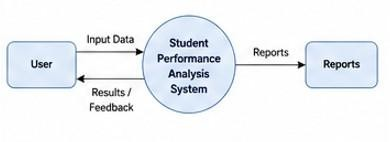 Input Data
User
Results /
Feedback
Student
Performance
Analysis
System
Reports
Reports